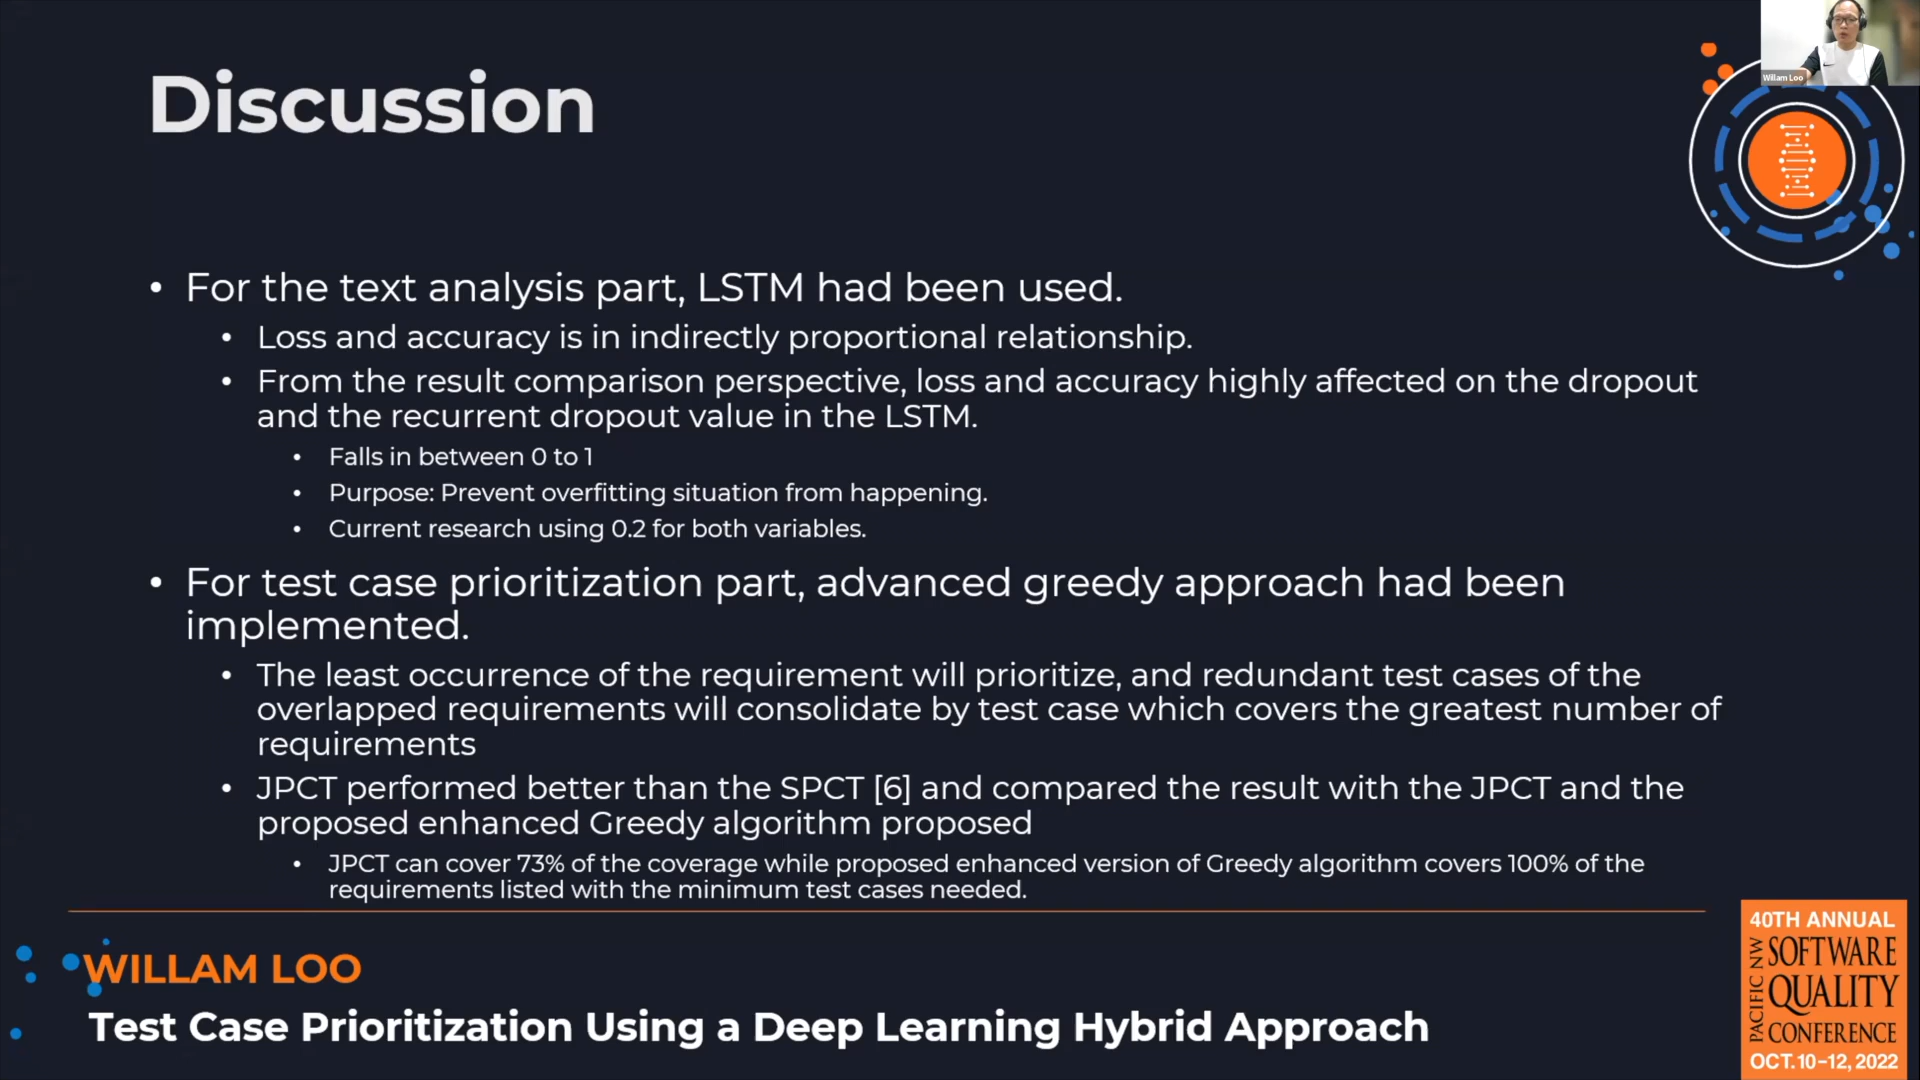 Willam Loo
Discussion
• For the text analysis part, LSTM had been used.
• Loss and accuracy is in indirectly proportional relationship.
• From the result comparison perspective, loss and accuracy highly affected on the dropout
and the recurrent dropout value in the LSTM.
• Falls in between 0 to 1
• Purpose: Prevent overfitting situation from happening.
• Current research using 0.2 for both variables.
• For test case prioritization part, advanced greedy approach had been
implemented.
• The least occurrence of the requirement will prioritize, and redundant test cases of the
overlapped requirements will consolidate by test case which covers the greatest number of
requirements
• JPCT performed better than the SPCT [6] and compared the result with the JPCT and the
proposed enhanced Greedy algorithm proposed
• JPCT can cover 73% of the coverage while proposed enhanced version of Greedy algorithm covers 100% of the
requirements listed with the minimum test cases needed.
WILLAM LOO
Test Case Prioritization Using a Deep Learning Hybrid Approach
40TH ANNUAL
PACIFIC NW
SOFTWARE
QUALITY
CONFERENCE
OCT.10-12, 2022